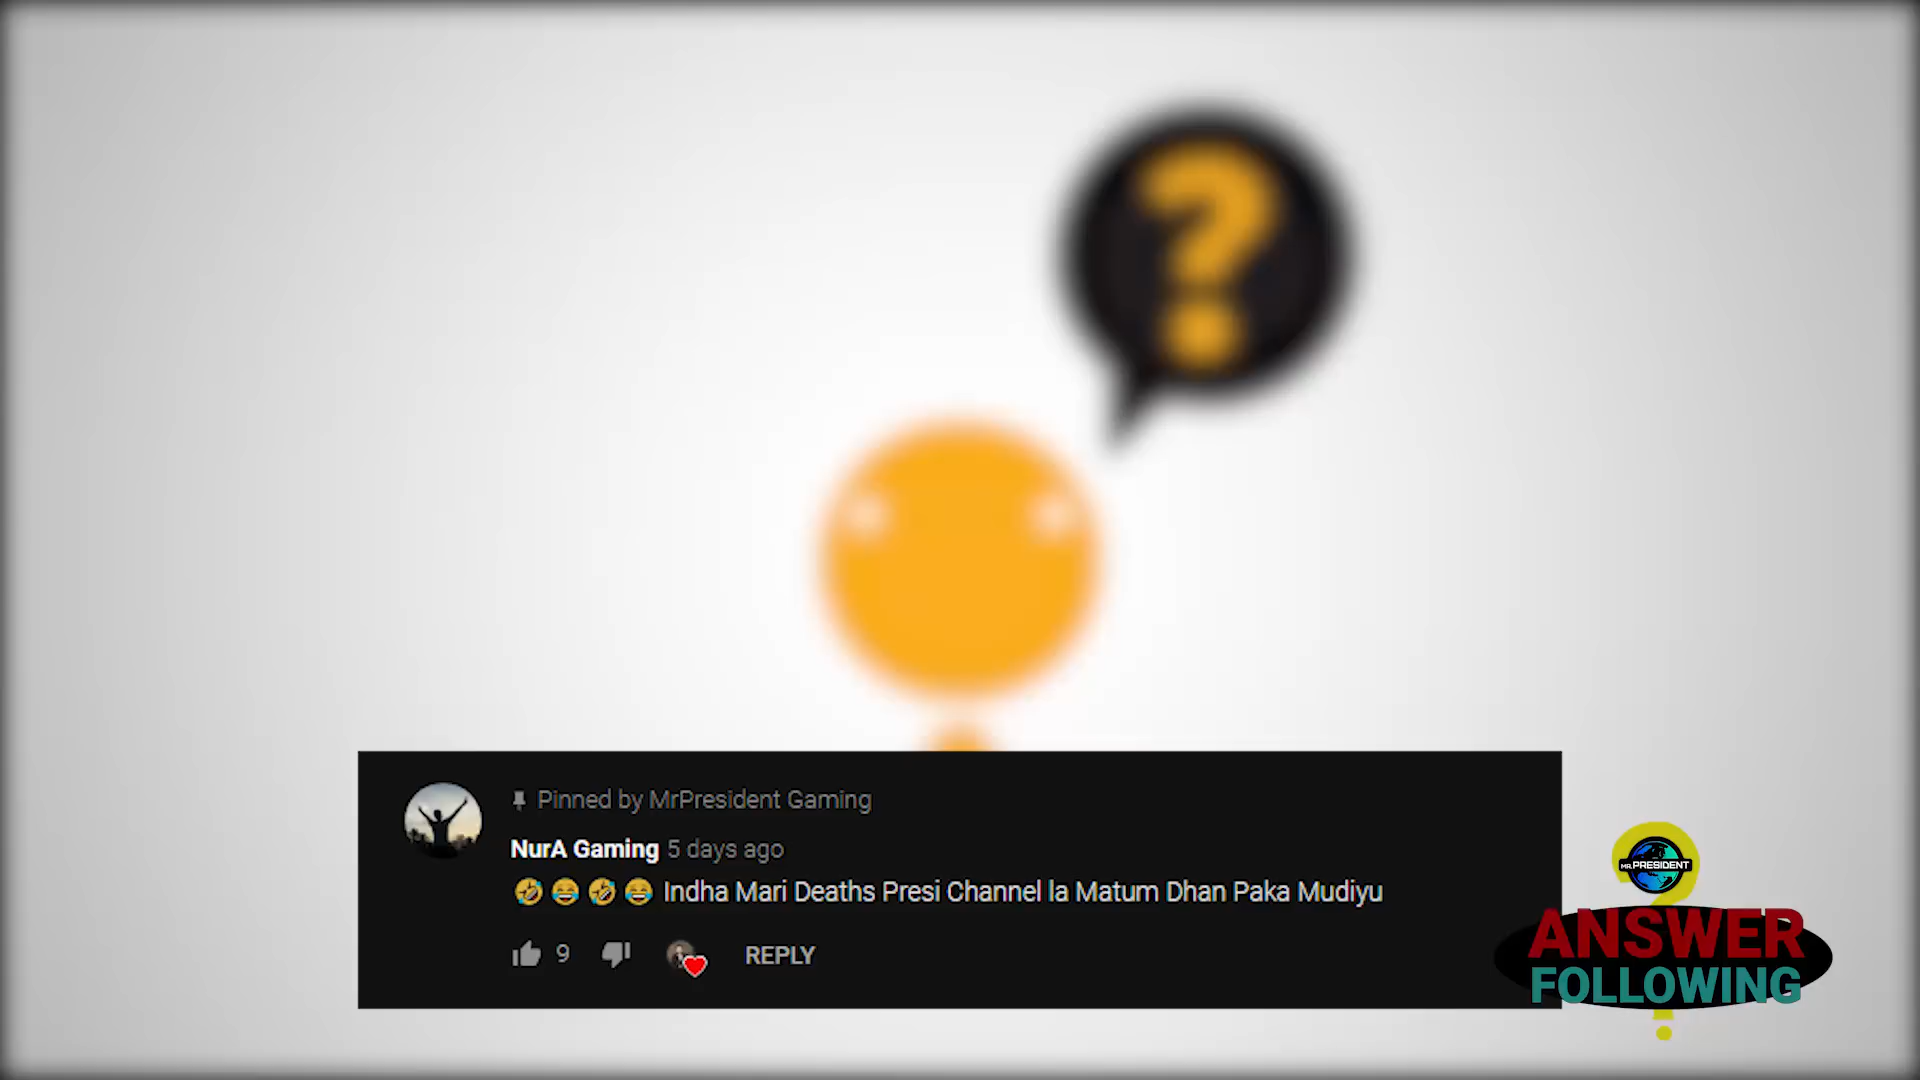 ?
Pinned by MrPresident Gaming
NurA Gaming 5 days ago
🤣 😂 🤣 😂 Indha Mari Deaths Presi Channel la Matum Dhan Paka Mudiyu
9 REPLY
MR.PRESIDENT
ANSWER
FOLLOWING